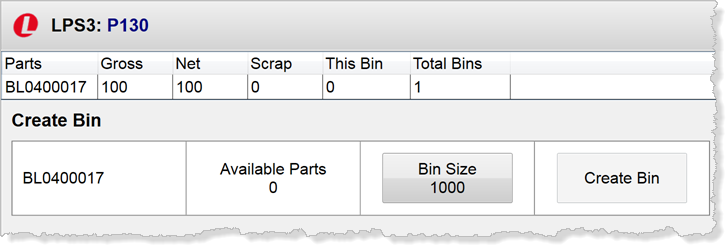 L LPS3: P130
Parts Gross Net Scrap This Bin Total Bins
BL0400017 100 100 0 0 1
Create Bin
BL0400017 Available Parts 0 Bin Size 1000 Create Bin